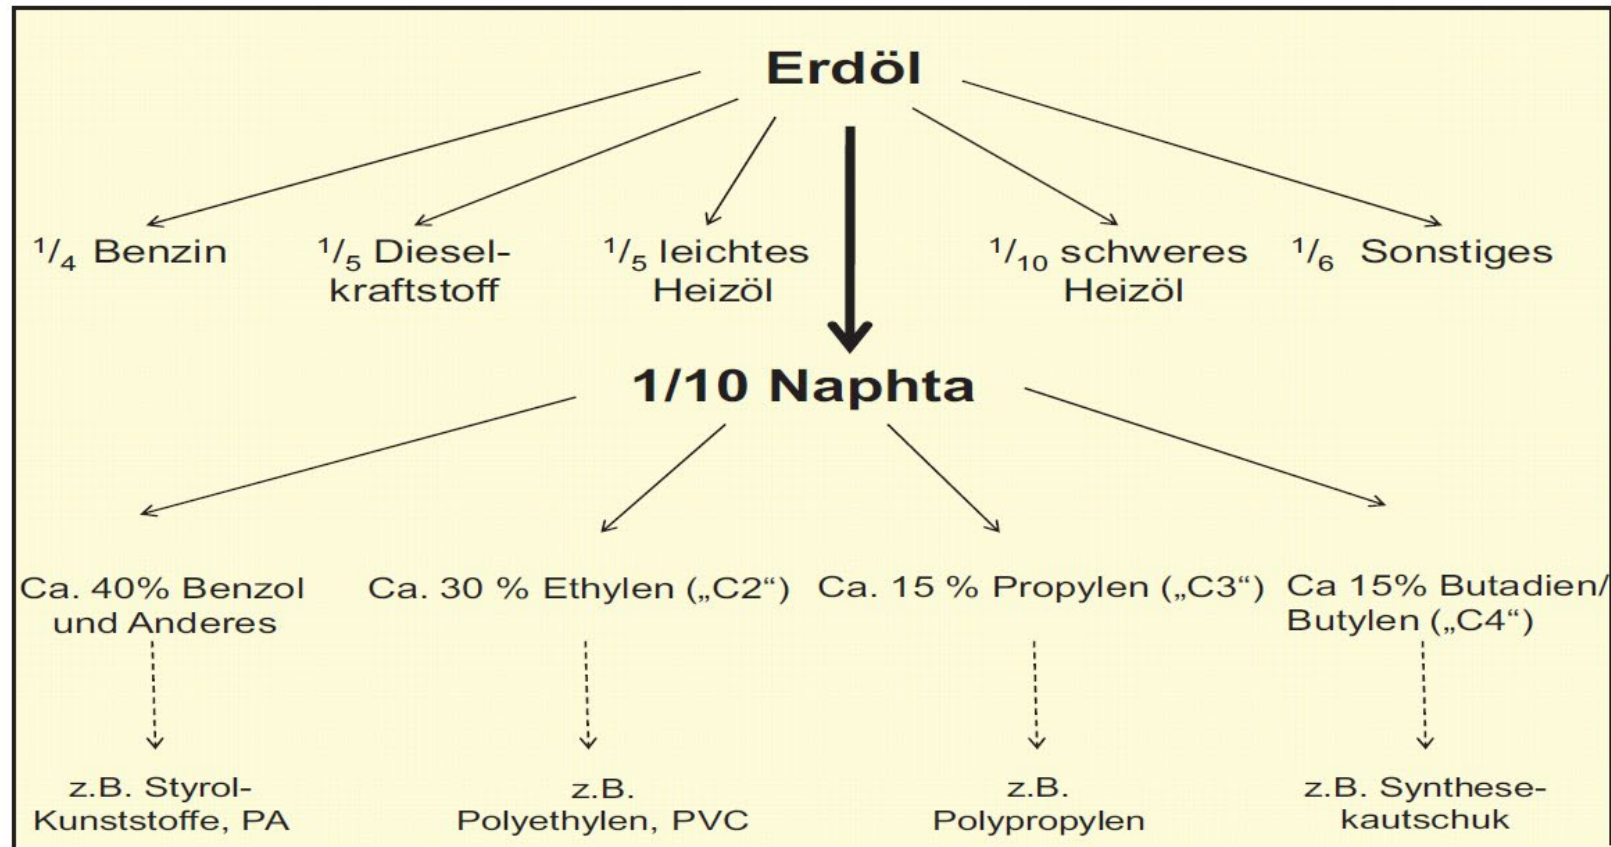 Erdöl
1/4 Benzin
1/5 Diesel-
kraftstoff
1/5 leichtes
Heizöl
1/10 schweres
Heizöl
1/6 Sonstiges
1/10 Naphta
Ca. 40% Benzol
und Anderes
Ca. 30 % Ethylen („C2“)
Ca. 15 % Propylen („C3“)
Ca 15% Butadien/
Butylen („C4“)
z.B. Styrol-
Kunststoffe, PA
z.B.
Polyethylen, PVC
z.B.
Polypropylen
z.B. Synthese-
kautschuk